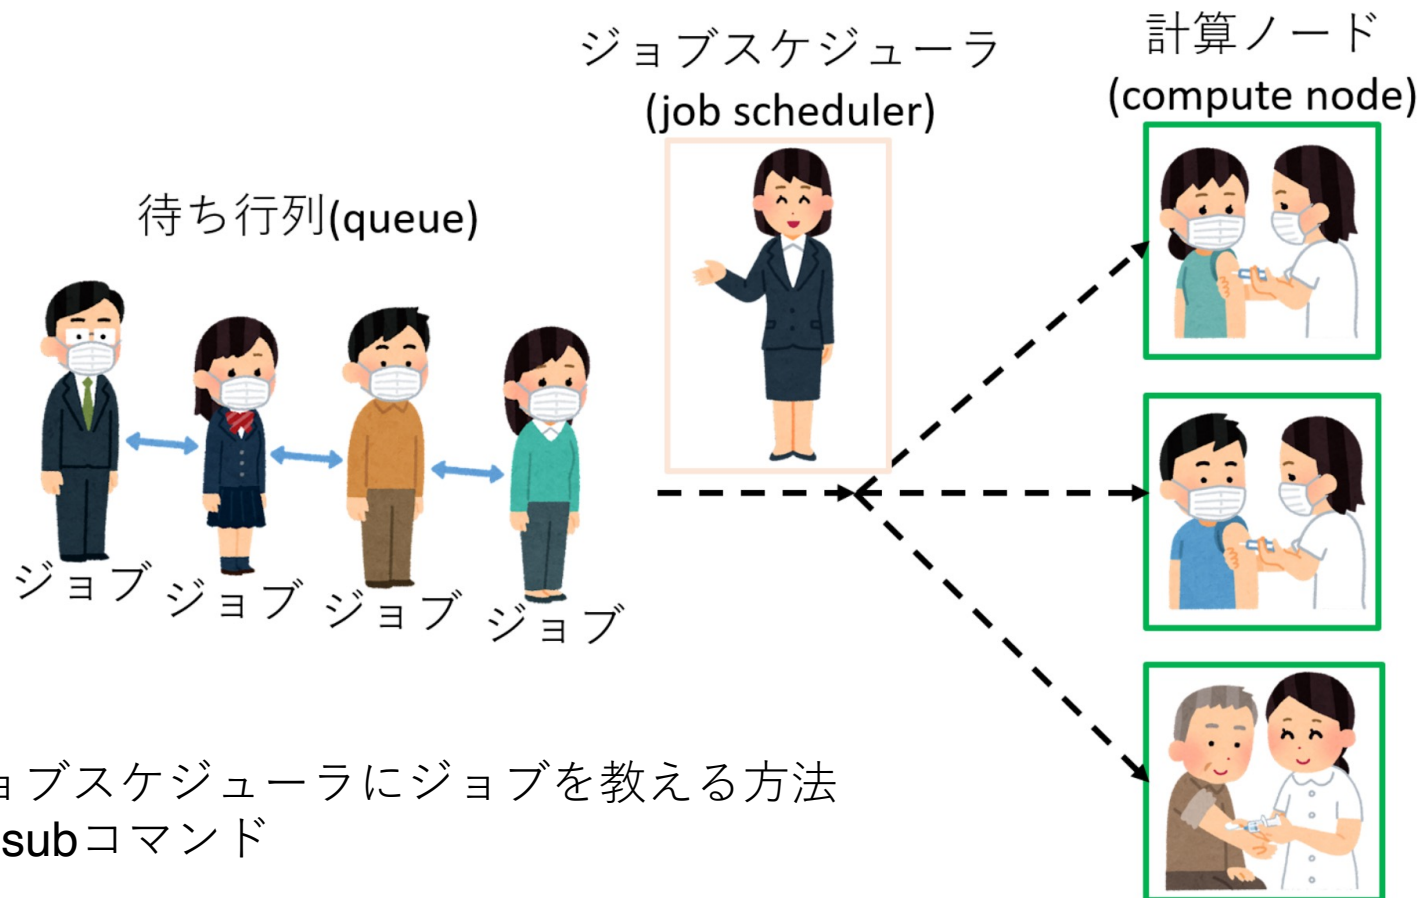 ジョブスケジューラ
(job scheduler)
計算ノード
(compute node)
待ち行列(queue)
ジョブ
ジョブ
ジョブ
ジョブ
ョブスケジューラにジョブを教える方法
subコマンド